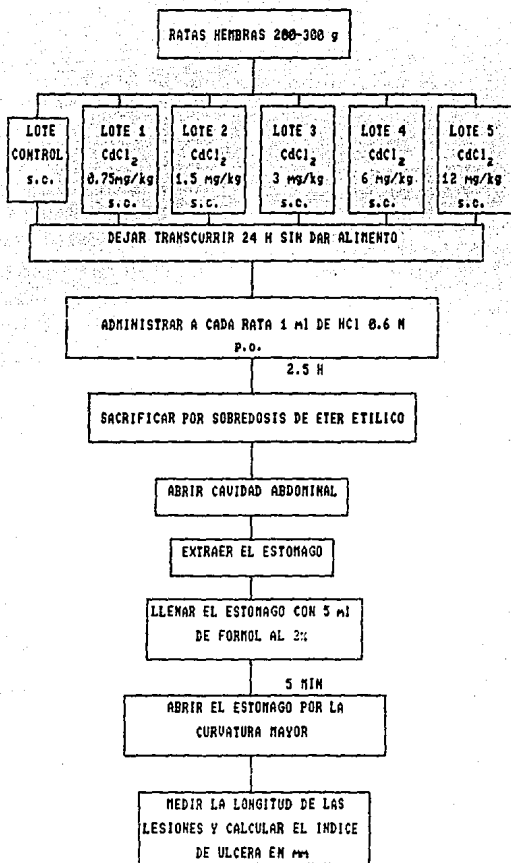 RATAS HEMBRAS 200-300 g
LOTE
CONTROL
s.c.
LOTE 1
CdCl2
0.75mg/kg
s.c.
LOTE 2
CdCl2
1.5 mg/kg
s.c.
LOTE 3
CdCl2
3 mg/kg
s.c.
LOTE 4
CdCl2
6 mg/kg
s.c.
LOTE 5
CdCl2
12 mg/kg
s.c.
DEJAR TRANSCURRIR 24 H SIN DAR ALIMENTO
ADMINISTRAR A CADA RATA 1 ml DE HCl 0.6 N
p.o.
2.5 H
SACRIFICAR POR SOBREDOSIS DE ETER ETILICO
ABRIR CAVIDAD ABDOMINAL
EXTRAER EL ESTOMAGO
LLENAR EL ESTOMAGO CON 5 ml
DE FORMOL AL 2%
5 MIN
ABRIR EL ESTOMAGO POR LA
CURVATURA MAYOR
MEDIR LA LONGITUD DE LAS
LESIONES Y CALCULAR EL INDICE
DE ULCERA EN mm